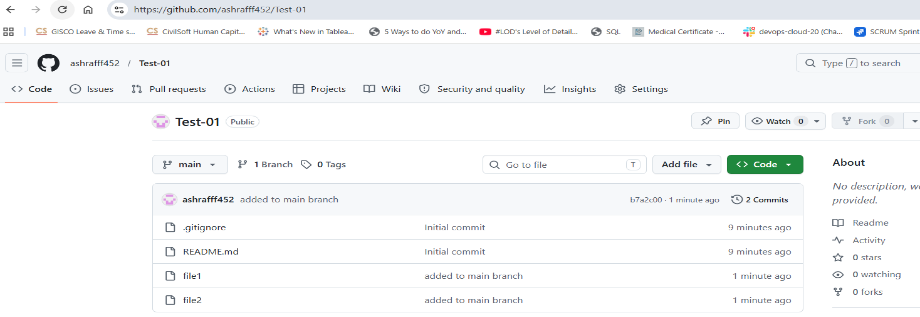 https://github.com/ashrafff452/Test-01
GISCO Leave & Time s... CivilSoft Human Capit... What's New in Tablea... 5 Ways to do YoY and... #LOD's Level of Detail... SQL Medical Certificate -... devops-cloud-20 (Cha... SCRUM Sprint
ashrafff452 / Test-01 Type / to search
Code Issues Pull requests Actions Projects Wiki Security and quality Insights Settings
Test-01 Public Pin Watch 0 Fork 0
main 1 Branch 0 Tags Go to file T Add file Code About
ashrafff452 added to main branch b7a2c00 · 1 minute ago 2 Commits No description, we
provided.
.gitignore Initial commit 9 minutes ago Readme
README.md Initial commit 9 minutes ago Activity
file1 added to main branch 1 minute ago 0 stars
0 watching
file2 added to main branch 1 minute ago 0 forks